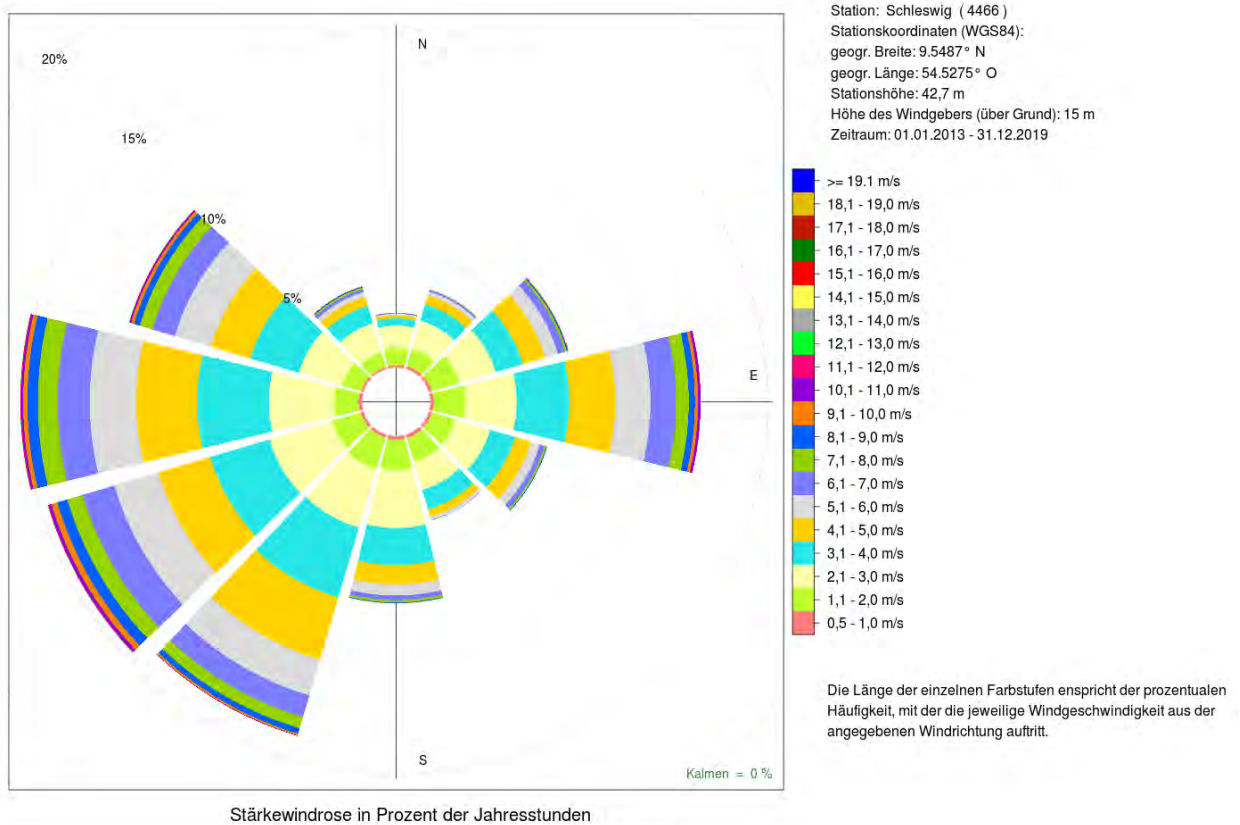 Station: Schleswig ( 4466 )
Stationskoordinaten (WGS84):
geogr. Breite: 9.5487° N
geogr. Länge: 54.5275° O
Stationshöhe: 42,7 m
Höhe des Windgebers (über Grund): 15 m
Zeitraum: 01.01.2013 - 31.12.2019
N
20%
15%
10%
5%
E
S
Kalmen = 0 %
>= 19.1 m/s
18,1 - 19,0 m/s
17,1 - 18,0 m/s
16,1 - 17,0 m/s
15,1 - 16,0 m/s
14,1 - 15,0 m/s
13,1 - 14,0 m/s
12,1 - 13,0 m/s
11,1 - 12,0 m/s
10,1 - 11,0 m/s
9,1 - 10,0 m/s
8,1 - 9,0 m/s
7,1 - 8,0 m/s
6,1 - 7,0 m/s
5,1 - 6,0 m/s
4,1 - 5,0 m/s
3,1 - 4,0 m/s
2,1 - 3,0 m/s
1,1 - 2,0 m/s
0,5 - 1,0 m/s
Die Länge der einzelnen Farbstufen enspricht der prozentualen
Häufigkeit, mit der die jeweilige Windgeschwindigkeit aus der
angegebenen Windrichtung auftritt.
Stärkewindrose in Prozent der Jahresstunden